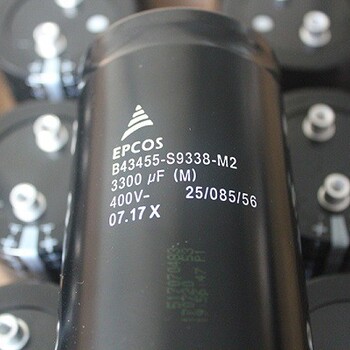 EPCOS
B43455-S9338-M2
3300 µF (M)
400V- 25/085/56
07.17 X